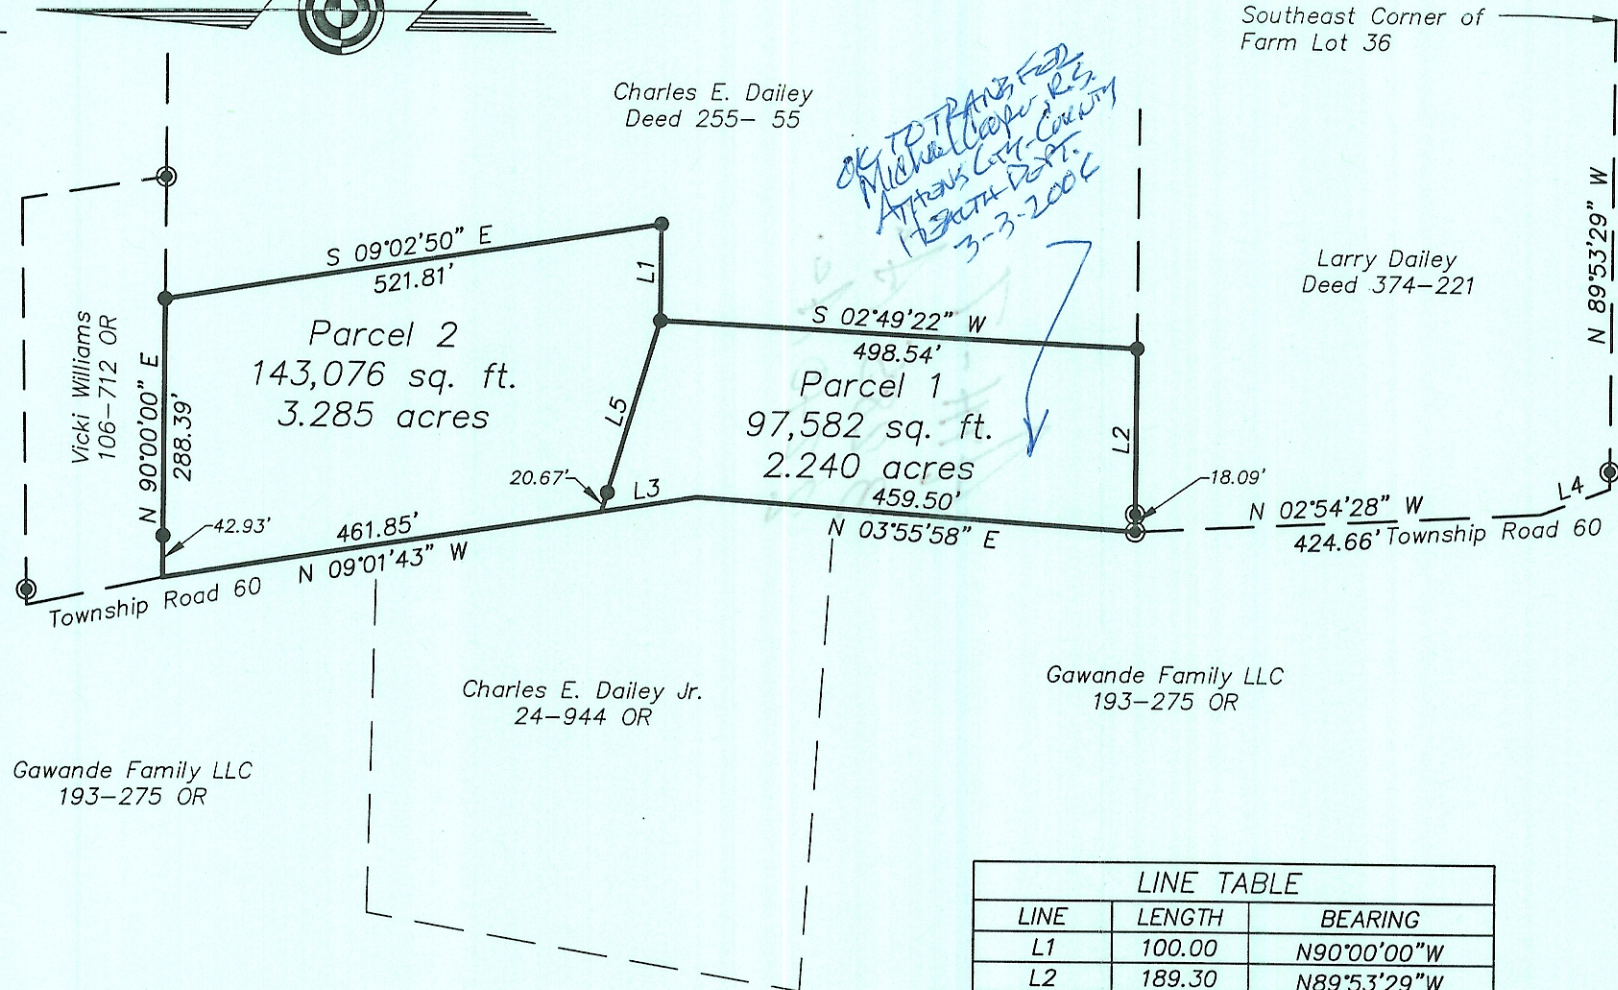 Southeast Corner of
Farm Lot 36
Charles E. Dailey
Deed 255- 55
OK TO TRANSFER
Michael Cooper, R.S.
ATHENS CITY-COUNTY
HEALTH DEPT.
3-3-2006
N 89°53'29" W
Larry Dailey
Deed 374-221
S 09°02'50" E
521.81'
L1
S 02°49'22" W
498.54'
Vicki Williams
106-712 OR
N 90°00'00" E
288.39'
Parcel 2
143,076 sq. ft.
3.285 acres
L5
Parcel 1
97,582 sq. ft.
2.240 acres
L2
20.67'
L3
459.50'
N 03°55'58" E
18.09'
L4
N 02°54'28" W
424.66'
Township Road 60
42.93'
461.85'
N 09°01'43" W
Township Road 60
Charles E. Dailey Jr.
24-944 OR
Gawande Family LLC
193-275 OR
Gawande Family LLC
193-275 OR
LINE TABLE
LINE LENGTH BEARING
L1 100.00 N90°00'00"W
L2 189.30 N89°53'29"W